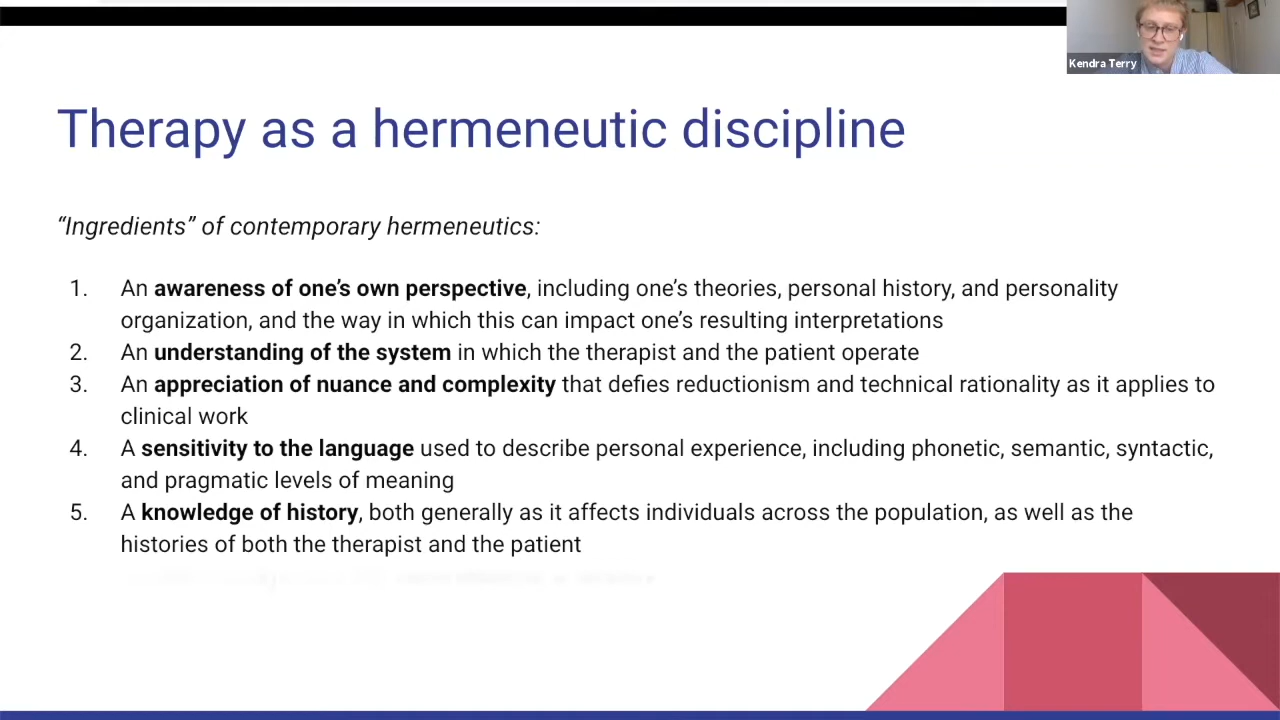 Kendra Terry
Therapy as a hermeneutic discipline
“Ingredients” of contemporary hermeneutics:
1. An awareness of one’s own perspective, including one’s theories, personal history, and personality
organization, and the way in which this can impact one’s resulting interpretations
2. An understanding of the system in which the therapist and the patient operate
3. An appreciation of nuance and complexity that defies reductionism and technical rationality as it applies to
clinical work
4. A sensitivity to the language used to describe personal experience, including phonetic, semantic, syntactic,
and pragmatic levels of meaning
5. A knowledge of history, both generally as it affects individuals across the population, as well as the
histories of both the therapist and the patient